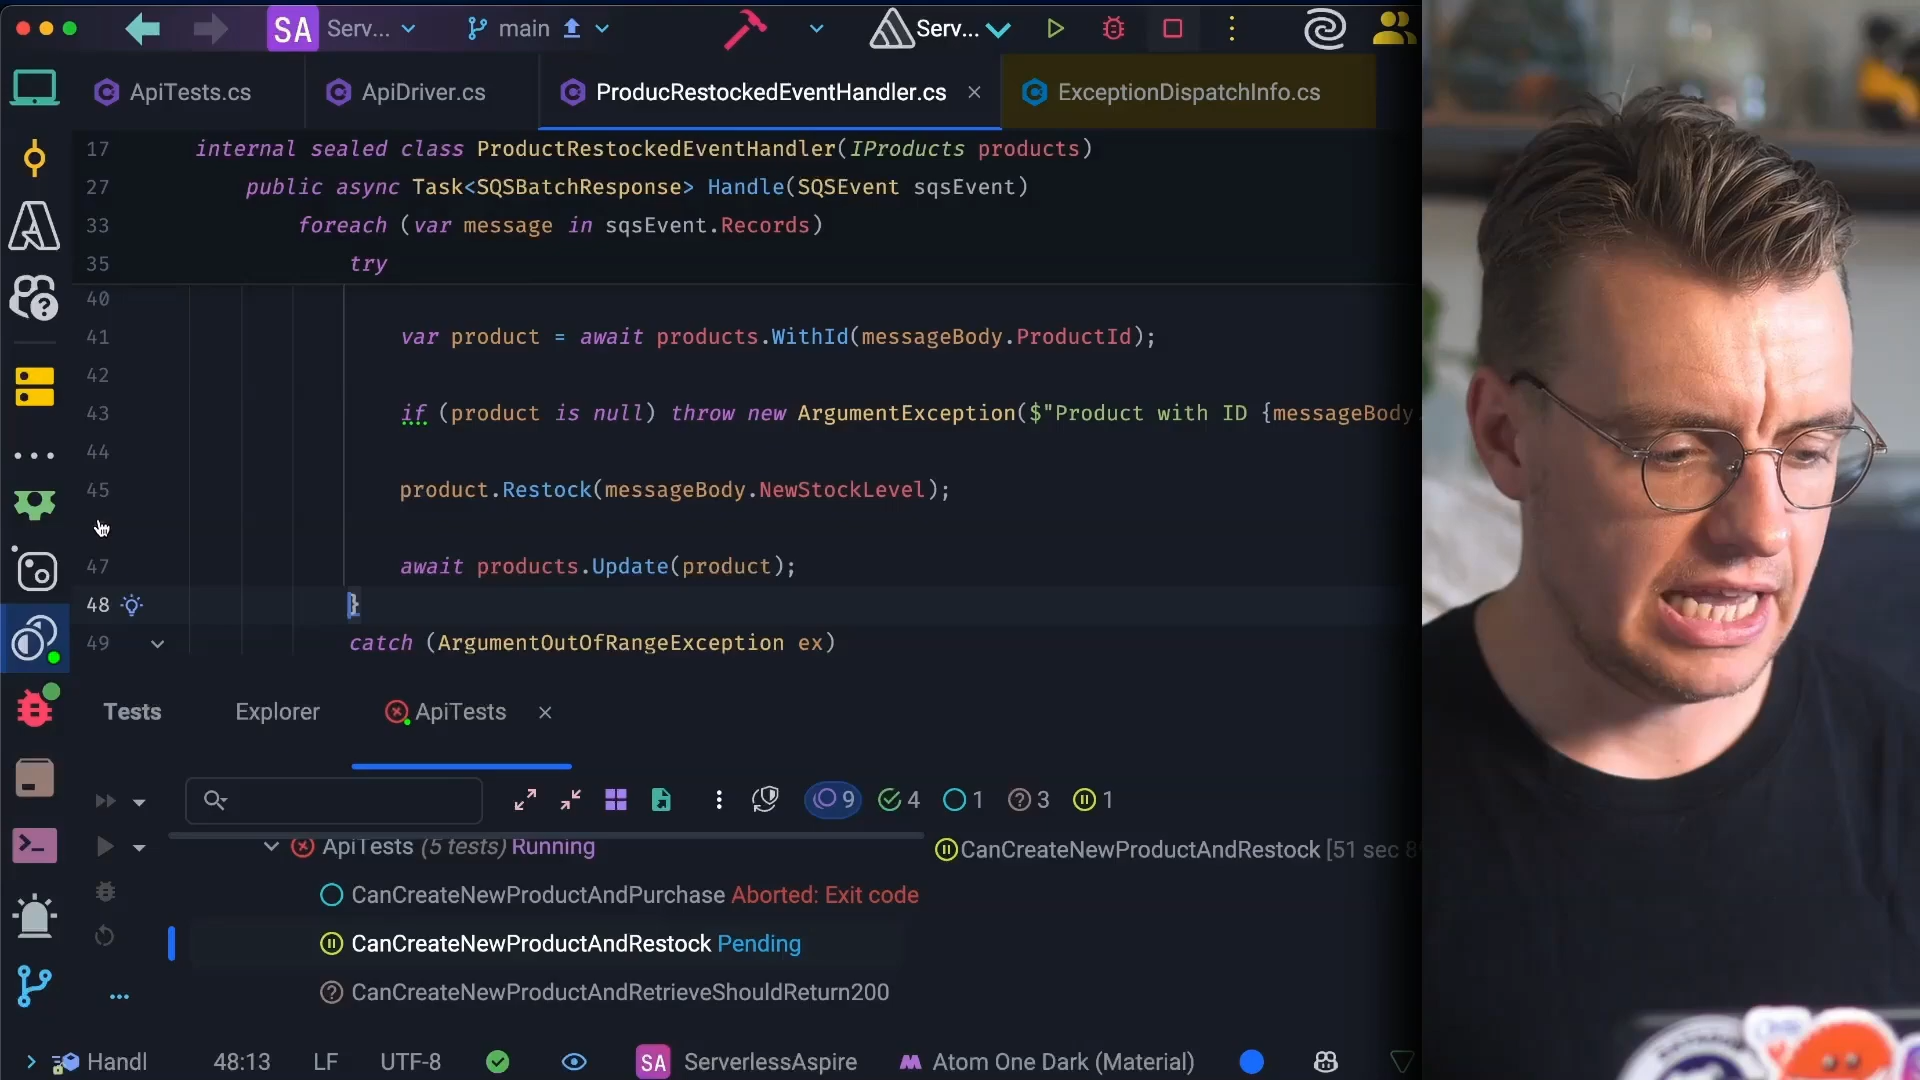 SA Serv... main Serv...
ApiTests.cs ApiDriver.cs ProducRestockedEventHandler.cs ExceptionDispatchInfo.cs
17 internal sealed class ProductRestockedEventHandler(IProducts products)
27 public async Task<SQSBatchResponse> Handle(SQSEvent sqsEvent)
33 foreach (var message in sqsEvent.Records)
35 try
40
41 var product = await products.WithId(messageBody.ProductId);
42
43 if (product is null) throw new ArgumentException($"Product with ID {messageBody.
44
45 product.Restock(messageBody.NewStockLevel);
47 await products.Update(product);
48 }
49 catch (ArgumentOutOfRangeException ex)
Tests Explorer ApiTests
9 4 1 3 1
ApiTests (5 tests) Running
CanCreateNewProductAndRestock [51 sec 8
CanCreateNewProductAndPurchase Aborted: Exit code
CanCreateNewProductAndRestock Pending
CanCreateNewProductAndRetrieveShouldReturn200
Handl 48:13 LF UTF-8 SA ServerlessAspire Atom One Dark (Material)